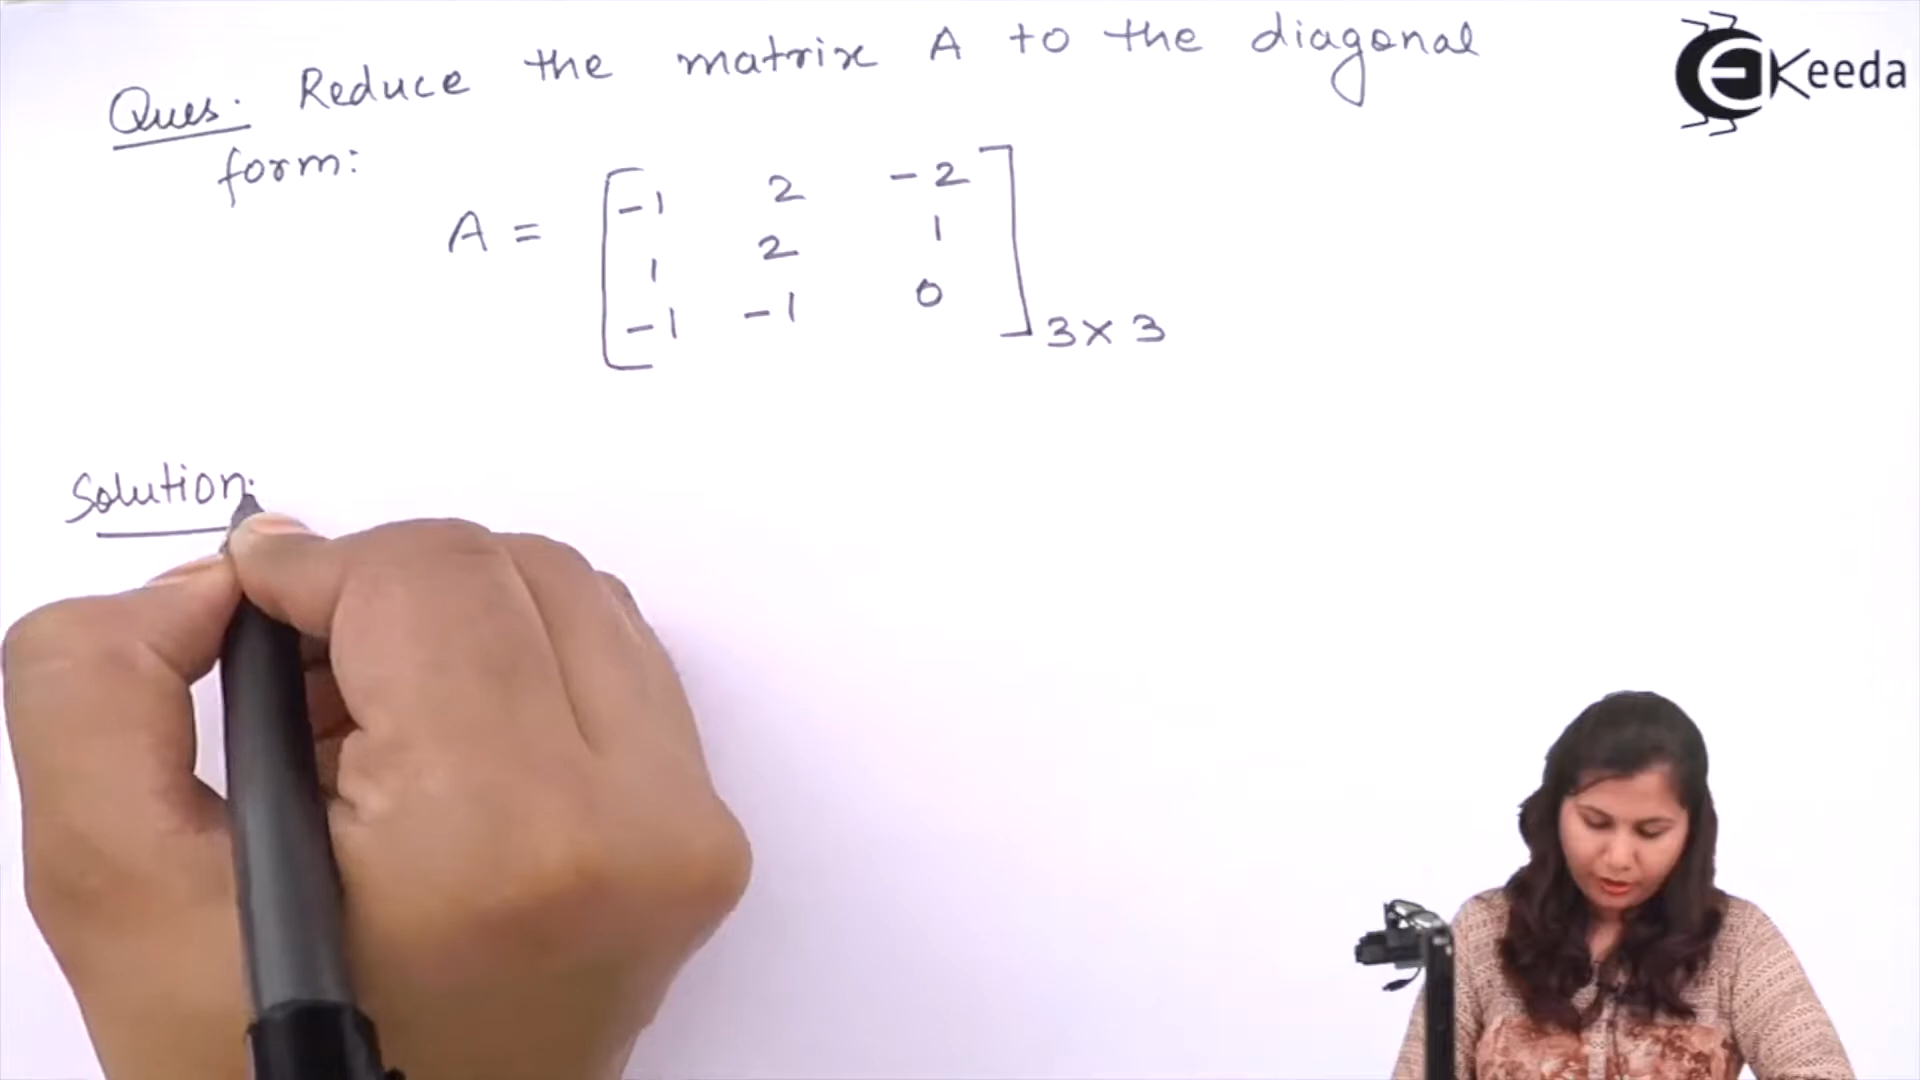 Ques. Reduce the matrix A to the diagonal
form:
A = [ -1 2 -2
1 2 1
-1 -1 0 ] 3×3
Solution:
EKeeda